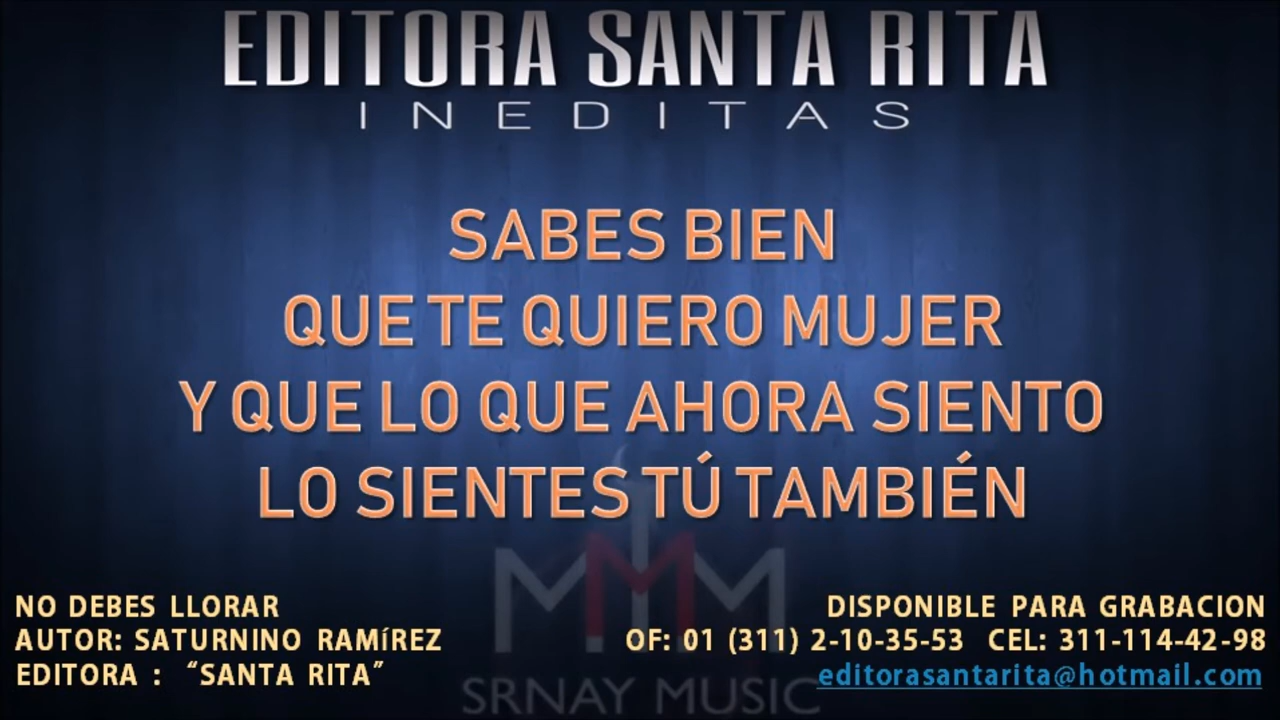 EDITORA SANTA RITA
INEDITAS
SABES BIEN
QUE TE QUIERO MUJER
Y QUE LO QUE AHORA SIENTO
LO SIENTES TÚ TAMBIÉN
NO DEBES LLORAR
AUTOR: SATURNINO RAMíREZ
EDITORA : “SANTA RITA”
DISPONIBLE PARA GRABACION
OF: 01 (311) 2-10-35-53 CEL: 311-114-42-98
editorasantarita@hotmail.com
MMM
SRNAY MUSIC